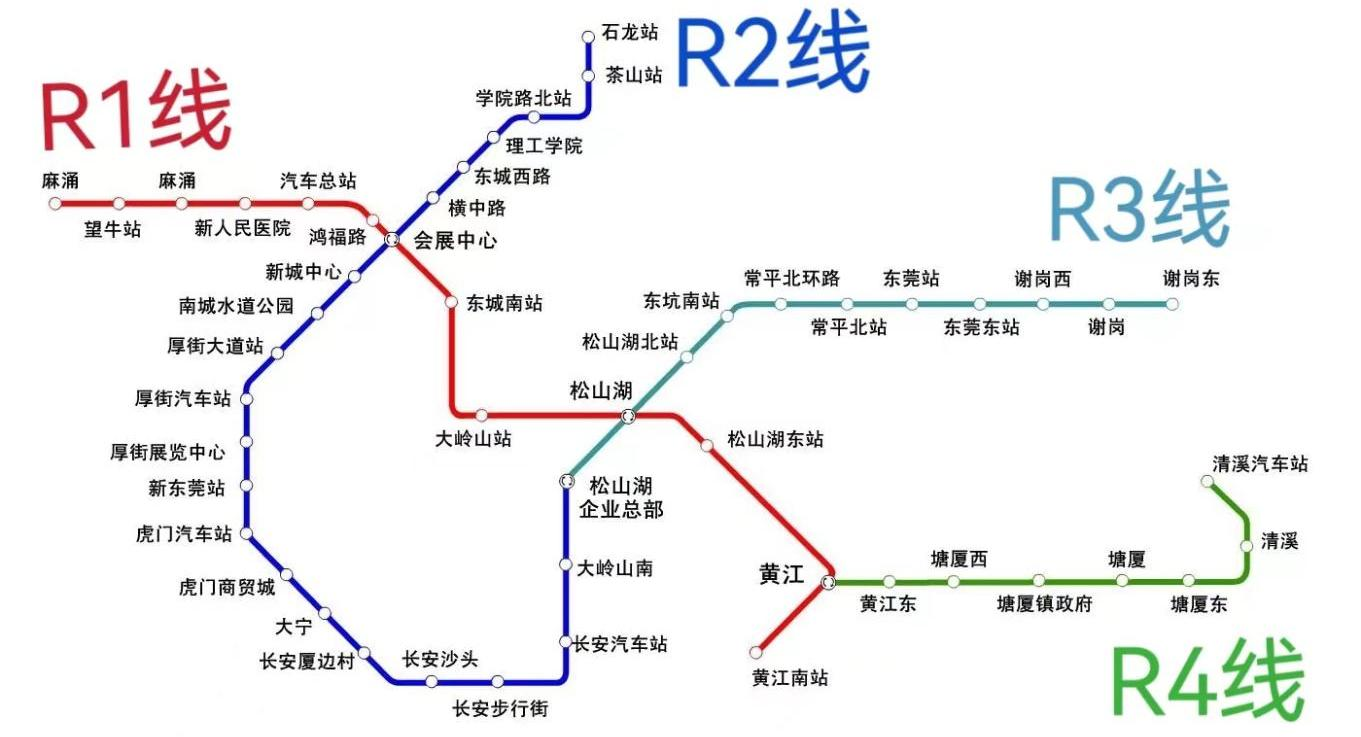 R1线
R2线
R3线
R4线
石龙站
茶山站
学院路北站
理工学院
东城西路
横中路
麻涌
麻涌
汽车总站
望牛站
新人民医院
鸿福路
会展中心
新城中心
南城水道公园
厚街大道站
厚街汽车站
厚街展览中心
新东莞站
虎门汽车站
虎门商贸城
大宁
长安厦边村
长安沙头
长安步行街
长安汽车站
大岭山南
松山湖
企业总部
东城南站
大岭山站
松山湖
松山湖北站
东坑南站
常平北环路
常平北站
东莞站
东莞东站
谢岗西
谢岗
谢岗东
松山湖东站
黄江
黄江南站
黄江东
塘厦西
塘厦镇政府
塘厦
塘厦东
清溪
清溪汽车站